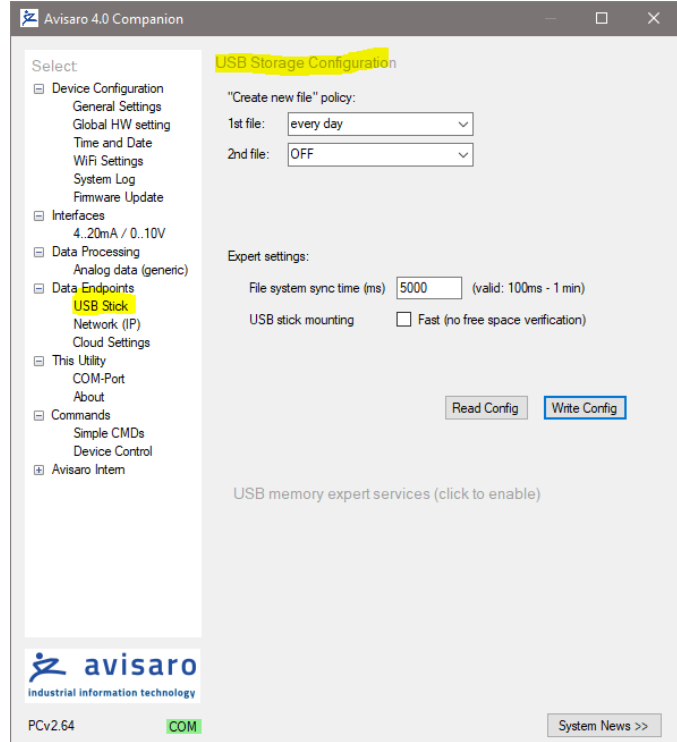 Avisaro 4.0 Companion
Select:
Device Configuration
General Settings
Global HW setting
Time and Date
WiFi Settings
System Log
Firmware Update
Interfaces
4..20mA / 0..10V
Data Processing
Analog data (generic)
Data Endpoints
USB Stick
Network (IP)
Cloud Settings
This Utility
COM-Port
About
Commands
Simple CMDs
Device Control
Avisaro Intern
avisaro
industrial information technology
PCv2.64 COM
USB Storage Configuration
"Create new file" policy:
1st file: every day
2nd file: OFF
Expert settings:
File system sync time (ms) 5000 (valid: 100ms - 1 min)
USB stick mounting Fast (no free space verification)
Read Config Write Config
USB memory expert services (click to enable)
System News >>